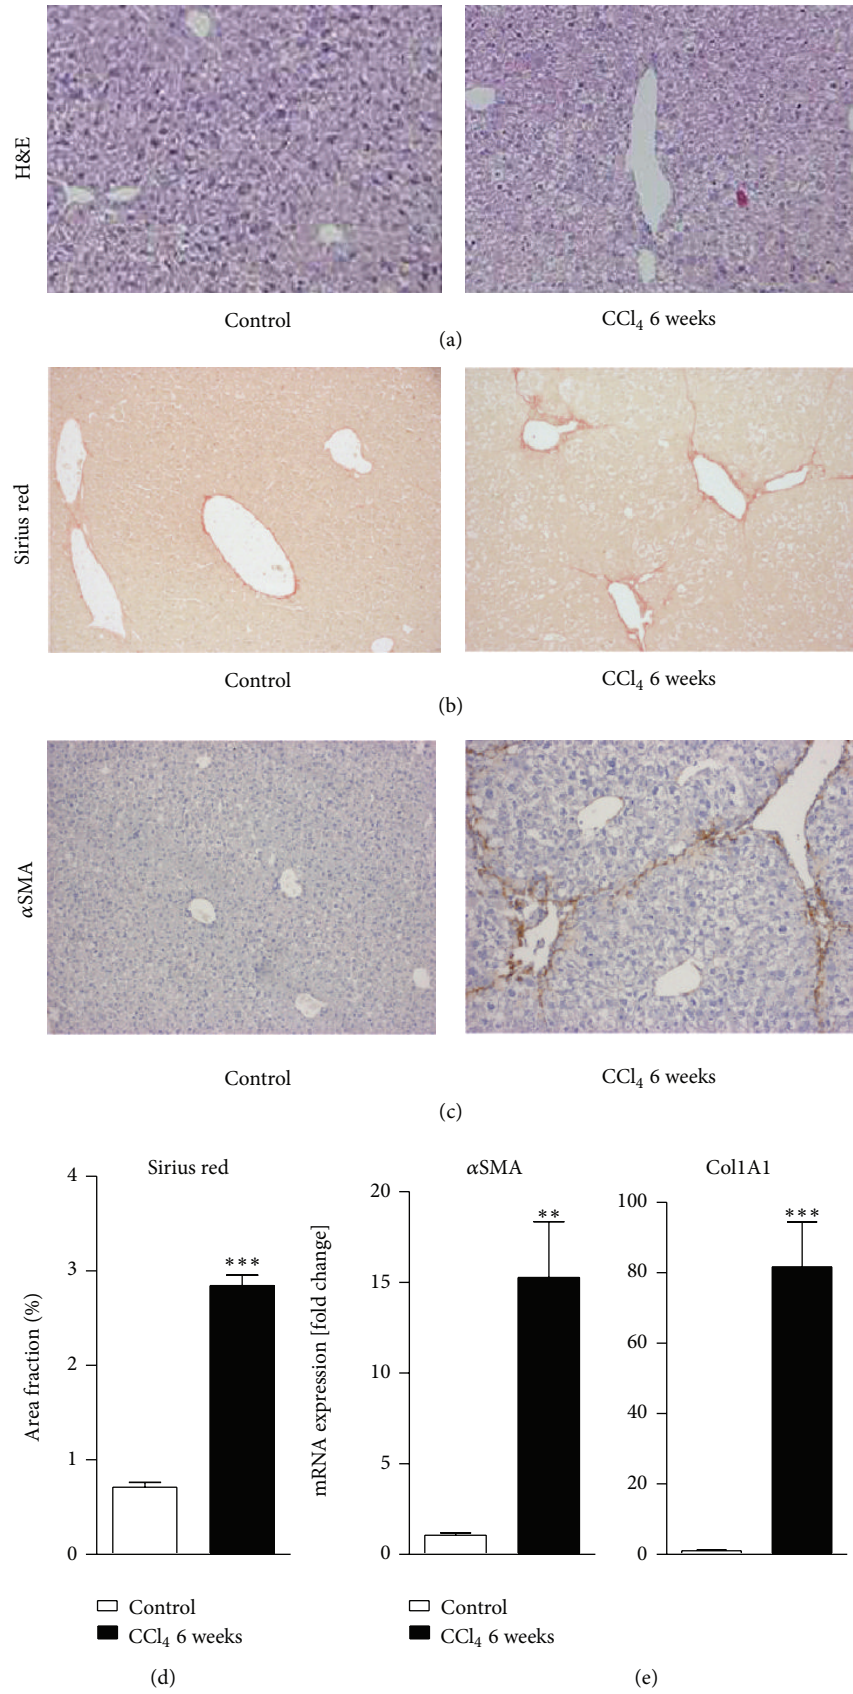 H&E
Control
CCl₄ 6 weeks
(a)
Sirius red
Control
CCl₄ 6 weeks
(b)
αSMA
Control
CCl₄ 6 weeks
(c)
Sirius red
Area fraction (%)
4
3
2
1
0
***
Control
CCl₄ 6 weeks
(d)
αSMA
mRNA expression [fold change]
20
15
10
5
0
**
Col1A1
100
80
60
40
20
0
***
Control
CCl₄ 6 weeks
(e)